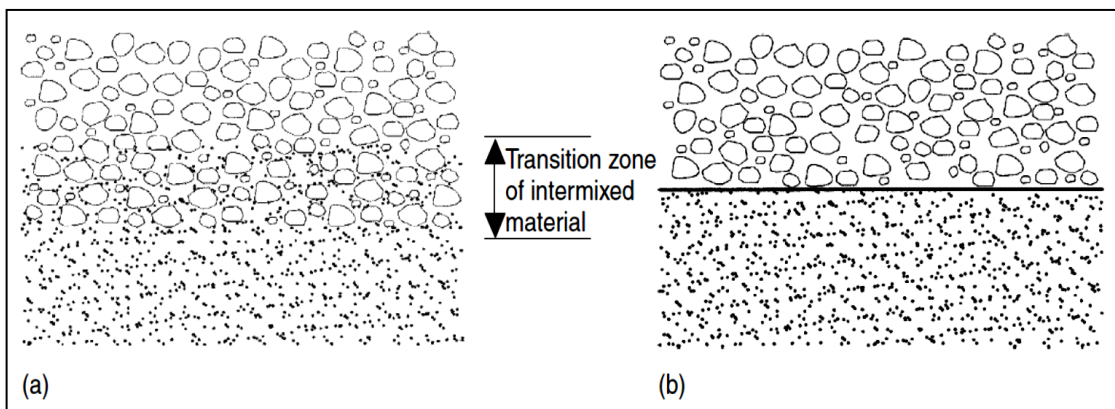 Transition zone
of intermixed
material
(a)
(b)